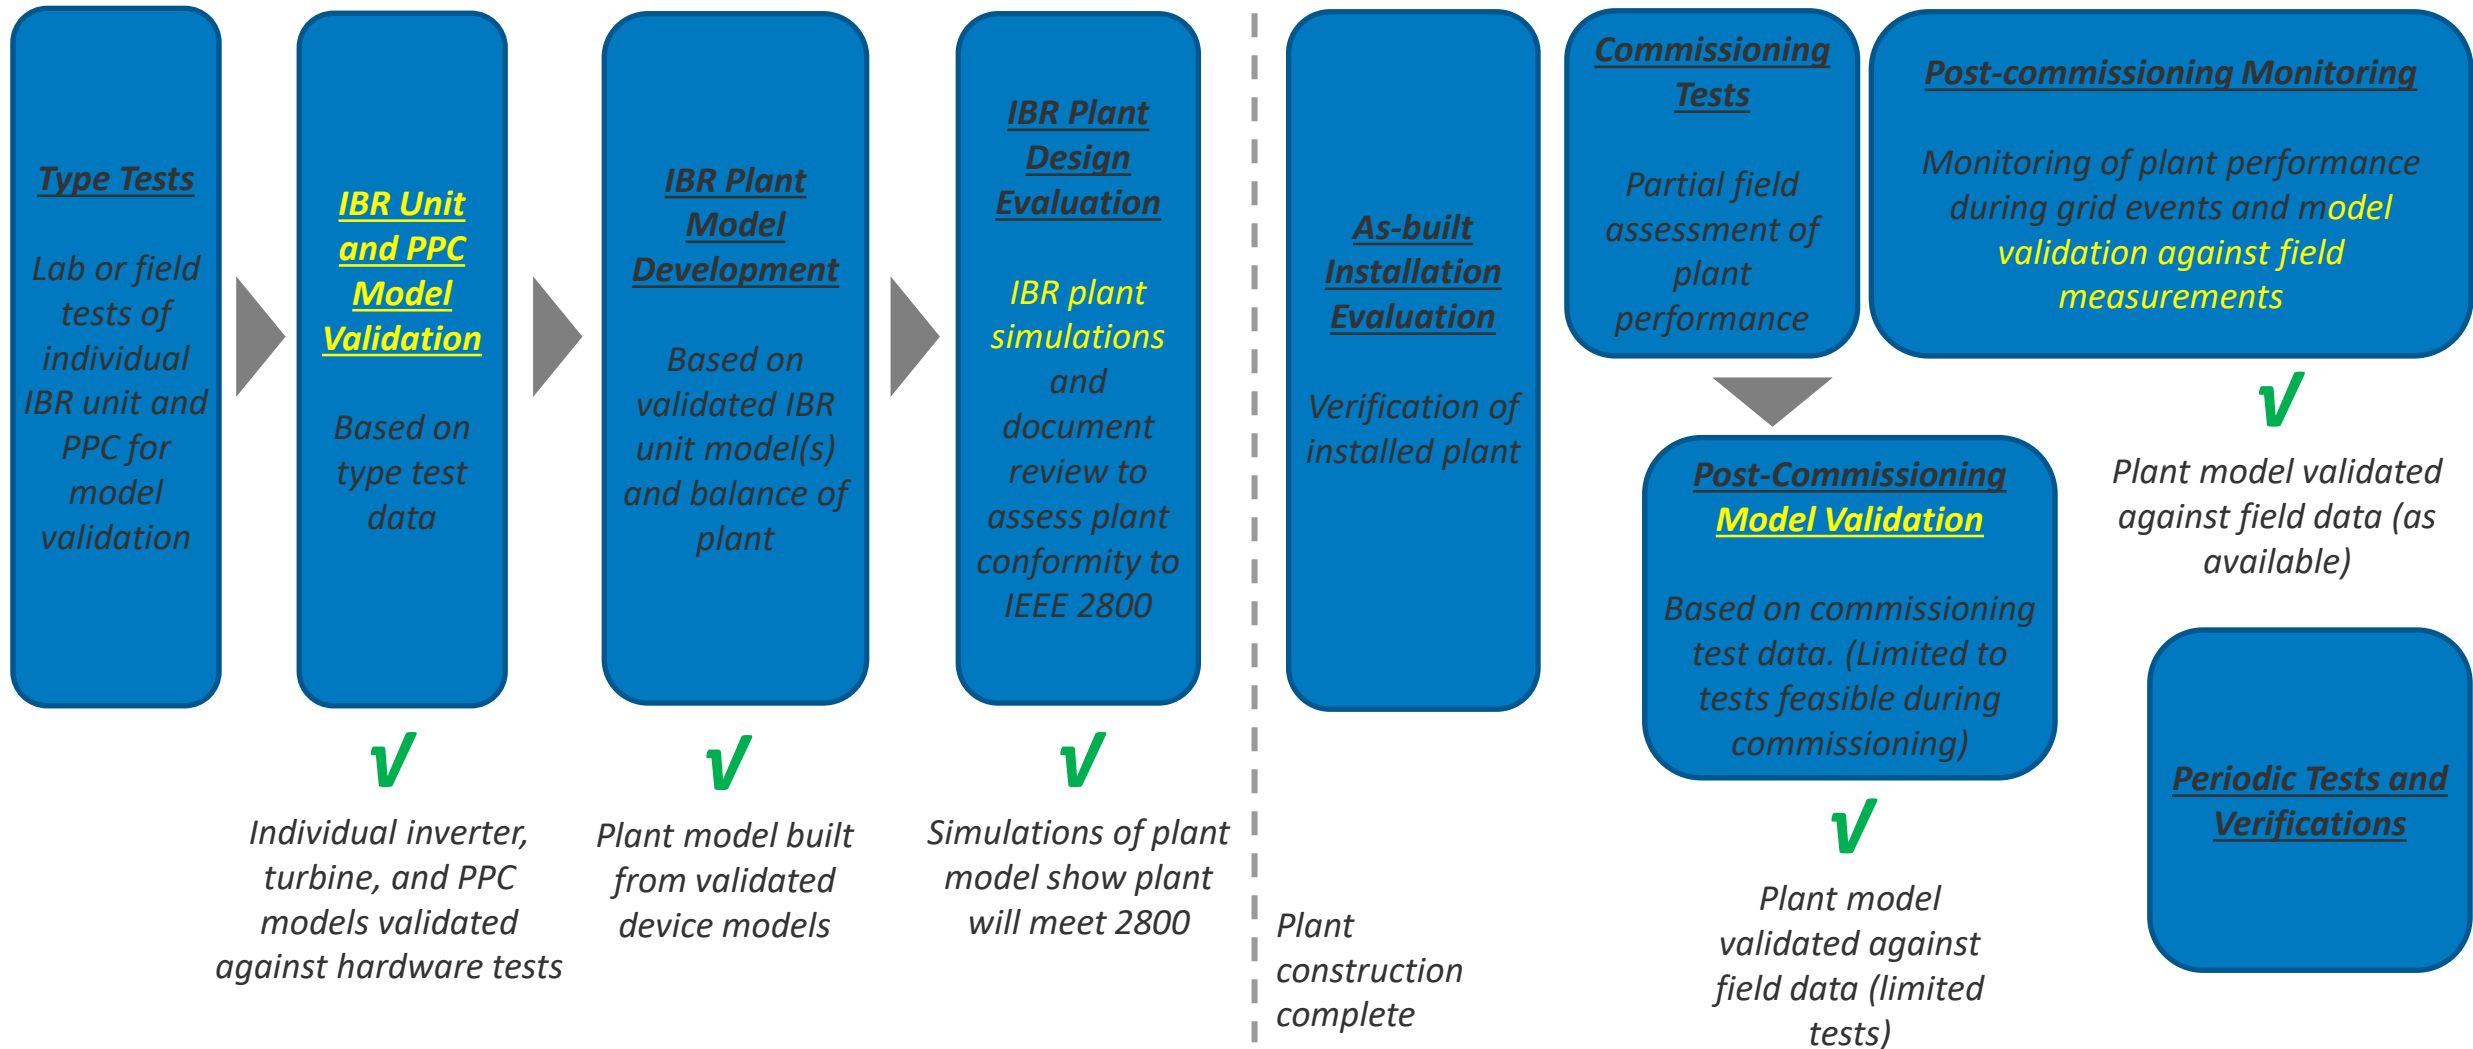 Type Tests
Lab or field
tests of
individual
IBR unit and
PPC for
model
validation
IBR Unit
and PPC
Model
Validation
Based on
type test
data
√
Individual inverter,
turbine, and PPC
models validated
against hardware tests
IBR Plant
Model
Development
Based on
validated IBR
unit model(s)
and balance of
plant
√
Plant model built
from validated
device models
IBR Plant
Design
Evaluation
IBR plant
simulations
and
document
review to
assess plant
conformity to
IEEE 2800
√
Simulations of plant
model show plant
will meet 2800
Plant
construction
complete
As-built
Installation
Evaluation
Verification of
installed plant
Commissioning
Tests
Partial field
assessment of
plant
performance
Post-Commissioning
Model Validation
Based on commissioning
test data. (Limited to
tests feasible during
commissioning)
√
Plant model
validated against
field data (limited
tests)
Post-commissioning Monitoring
Monitoring of plant performance
during grid events and model
validation against field
measurements
√
Plant model validated
against field data (as
available)
Periodic Tests and
Verifications